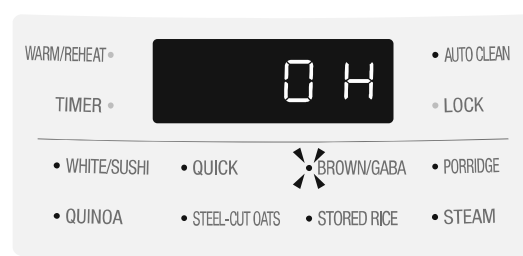 WARM/REHEAT
0 H
AUTO CLEAN
TIMER
LOCK
WHITE/SUSHI
QUICK
BROWN/GABA
PORRIDGE
QUINOA
STEEL-CUT OATS
STORED RICE
STEAM